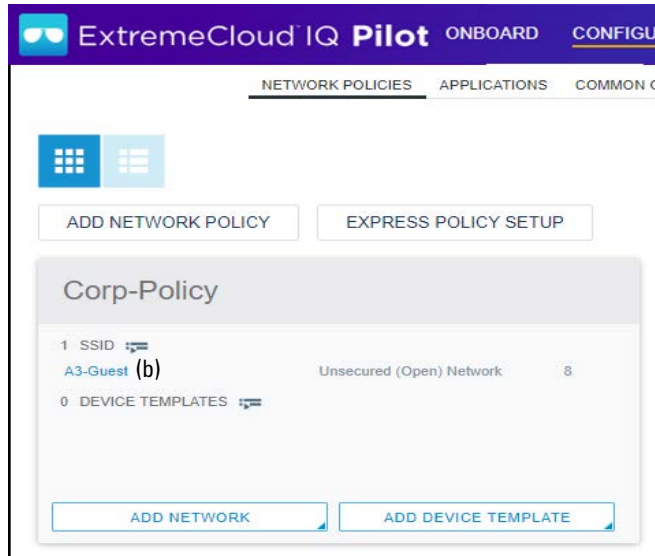 ExtremeCloud IQ Pilot ONBOARD CONFIGU
NETWORK POLICIES APPLICATIONS COMMON
ADD NETWORK POLICY EXPRESS POLICY SETUP
Corp-Policy
1 SSID
A3-Guest (b) Unsecured (Open) Network 8
0 DEVICE TEMPLATES
ADD NETWORK ADD DEVICE TEMPLATE